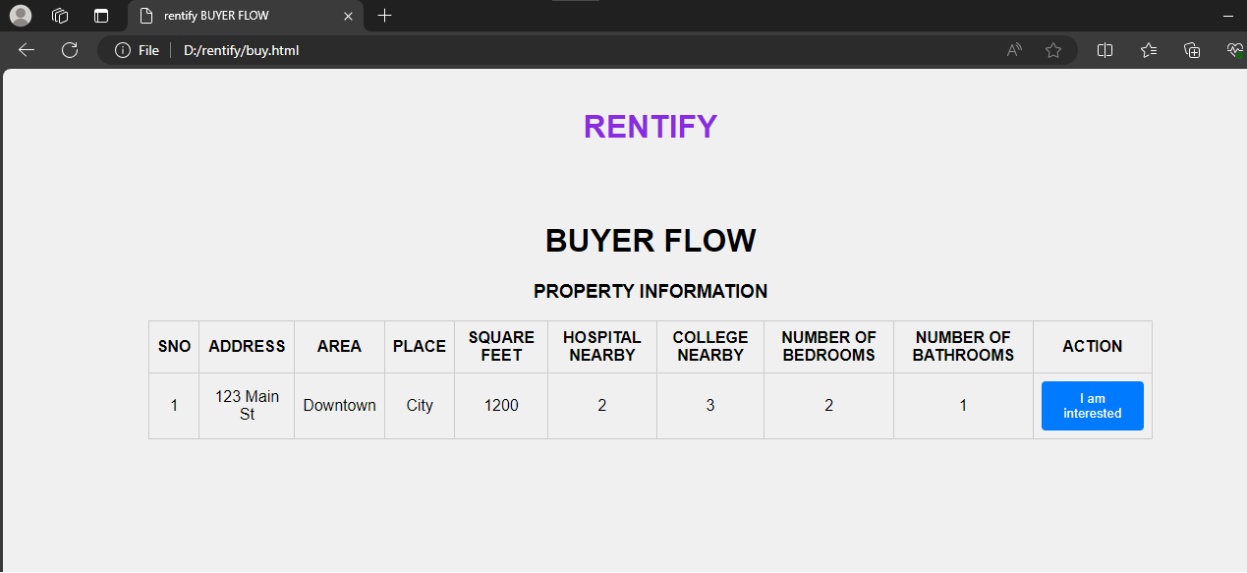 rentify BUYER FLOW
File D:/rentify/buy.html
RENTIFY
BUYER FLOW
PROPERTY INFORMATION
SNO ADDRESS AREA PLACE SQUARE FEET HOSPITAL NEARBY COLLEGE NEARBY NUMBER OF BEDROOMS NUMBER OF BATHROOMS ACTION
1 123 Main St Downtown City 1200 2 3 2 1 I am interested